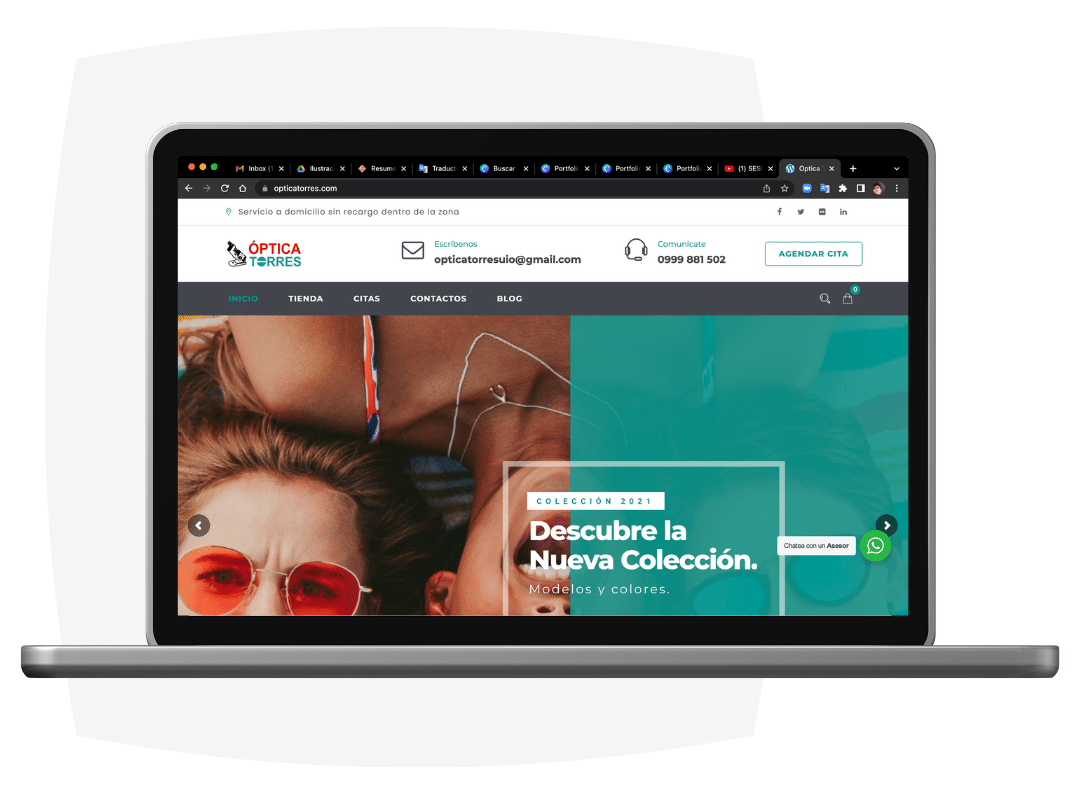 Inbox (1
Ilustrac
Resume
Traduct
Buscar
Portfoli
Portfoli
Portfoli
(1) SES
Optica
opticatorres.com
Servicio a domicilio sin recargo dentro de la zona
ÓPTICA
TORRES
Escríbenos
opticatorresuio@gmail.com
Comunícate
0999 881 502
AGENDAR CITA
INICIO
TIENDA
CITAS
CONTACTOS
BLOG
0
COLECCIÓN 2021
Descubre la
Nueva Colección.
Modelos y colores.
Chatea con un Asesor